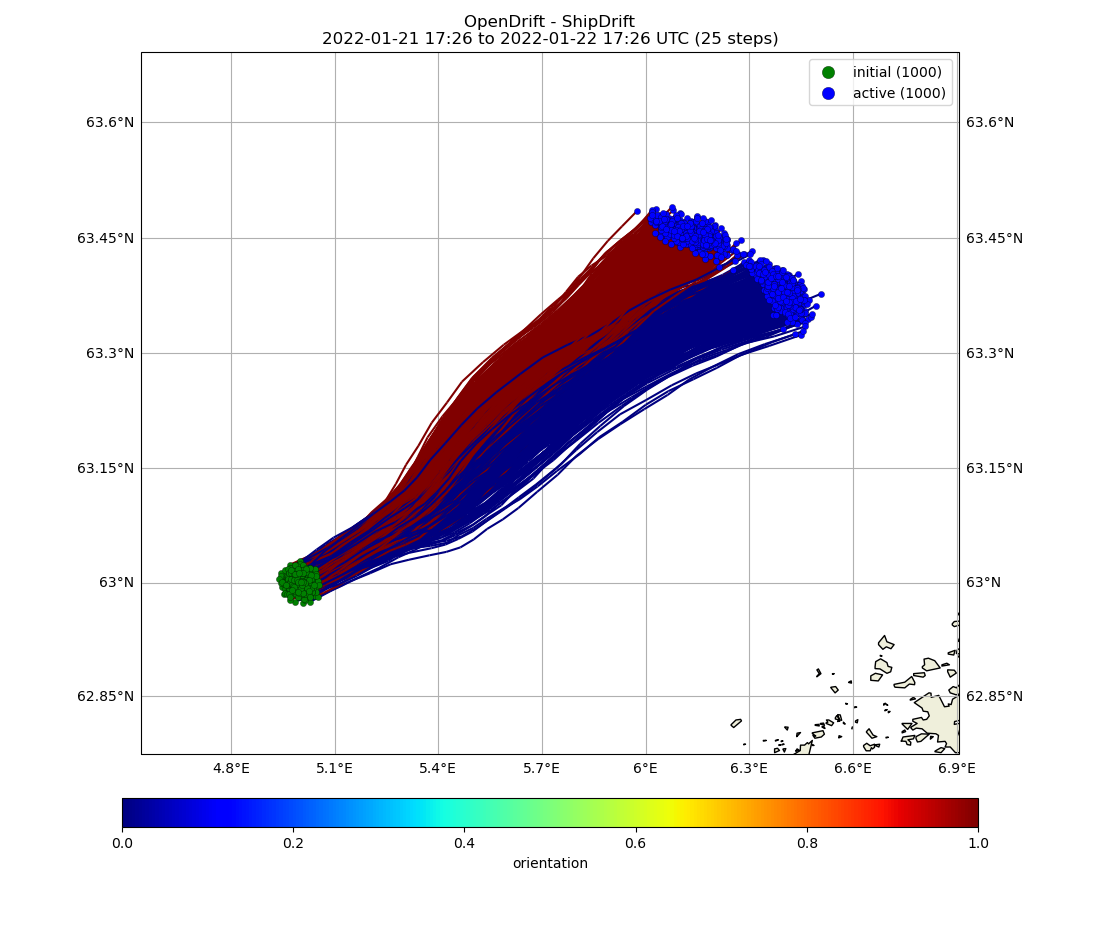 OpenDrift - ShipDrift
2022-01-21 17:26 to 2022-01-22 17:26 UTC (25 steps)
initial (1000)
active (1000)
63.6°N 63.6°N
63.45°N 63.45°N
63.3°N 63.3°N
63.15°N 63.15°N
63°N 63°N
62.85°N 62.85°N
4.8°E 5.1°E 5.4°E 5.7°E 6°E 6.3°E 6.6°E 6.9°E
0.0 0.2 0.4 0.6 0.8 1.0
orientation